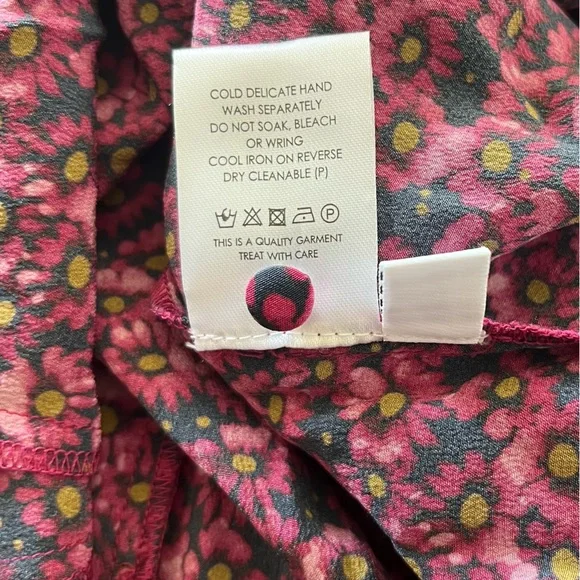 COLD DELICATE HAND
WASH SEPARATELY
DO NOT SOAK, BLEACH
OR WRING
COOL IRON ON REVERSE
DRY CLEANABLE (P)
P
THIS IS A QUALITY GARMENT
TREAT WITH CARE